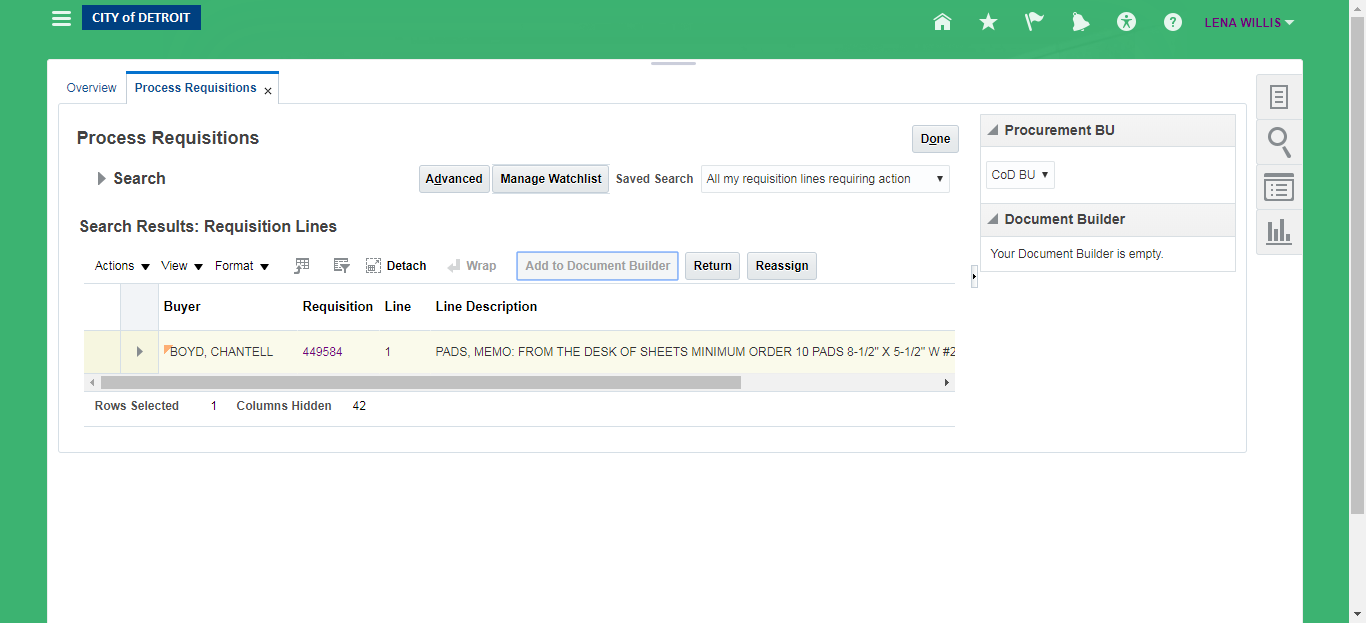 CITY of DETROIT
LENA WILLIS
Overview
Process Requisitions
Process Requisitions
Done
Search
Advanced
Manage Watchlist
Saved Search
All my requisition lines requiring action
Search Results: Requisition Lines
Actions
View
Format
Detach
Wrap
Add to Document Builder
Return
Reassign
Buyer
Requisition
Line
Line Description
BOYD, CHANTELL
449584
1
PADS, MEMO: FROM THE DESK OF SHEETS MINIMUM ORDER 10 PADS 8-1/2" X 5-1/2" W #2
Rows Selected 1
Columns Hidden 42
Procurement BU
CoD BU
Document Builder
Your Document Builder is empty.